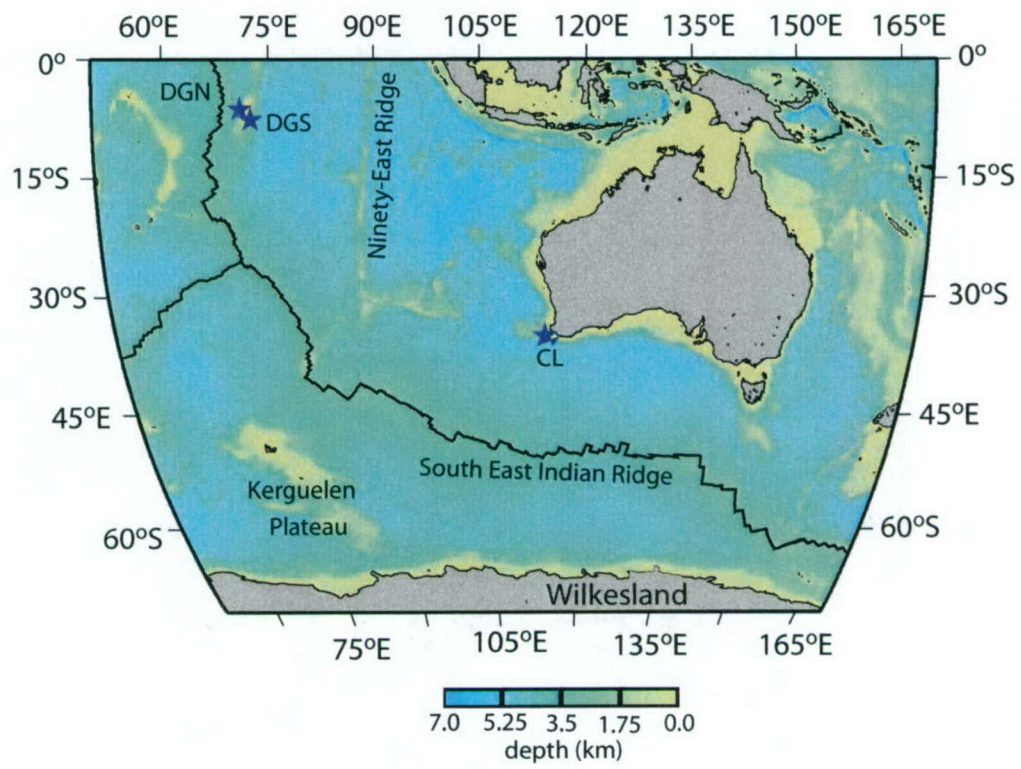 60ºE 75ºE 90ºE 105ºE 120ºE 135ºE 150ºE 165ºE
0º 0º
DGN
DGS
Ninety-East Ridge
15ºS 15ºS
30ºS 30ºS
CL
45ºE 45ºE
South East Indian Ridge
Kerguelen
Plateau
60ºS 60ºS
Wilkesland
75ºE 105ºE 135ºE 165ºE
7.0 5.25 3.5 1.75 0.0
depth (km)